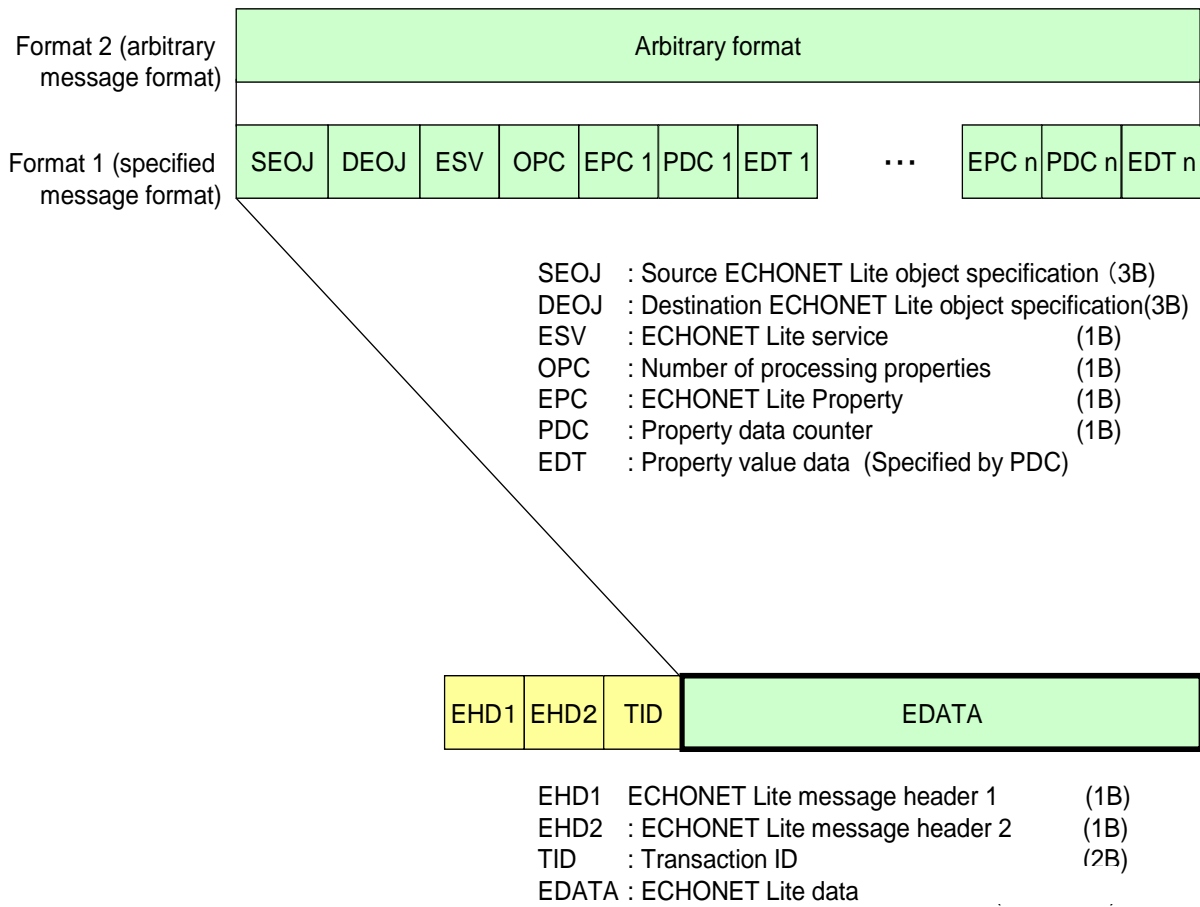 Format 2 (arbitrary message format)
Arbitrary format
Format 1 (specified message format)
SEOJ DEOJ ESV OPC EPC 1 PDC 1 EDT 1 ··· EPC n PDC n EDT n
SEOJ : Source ECHONET Lite object specification (3B)
DEOJ : Destination ECHONET Lite object specification(3B)
ESV : ECHONET Lite service (1B)
OPC : Number of processing properties (1B)
EPC : ECHONET Lite Property (1B)
PDC : Property data counter (1B)
EDT : Property value data (Specified by PDC)
EHD1 EHD2 TID EDATA
EHD1 ECHONET Lite message header 1 (1B)
EHD2 : ECHONET Lite message header 2 (1B)
TID : Transaction ID (2B)
EDATA : ECHONET Lite data